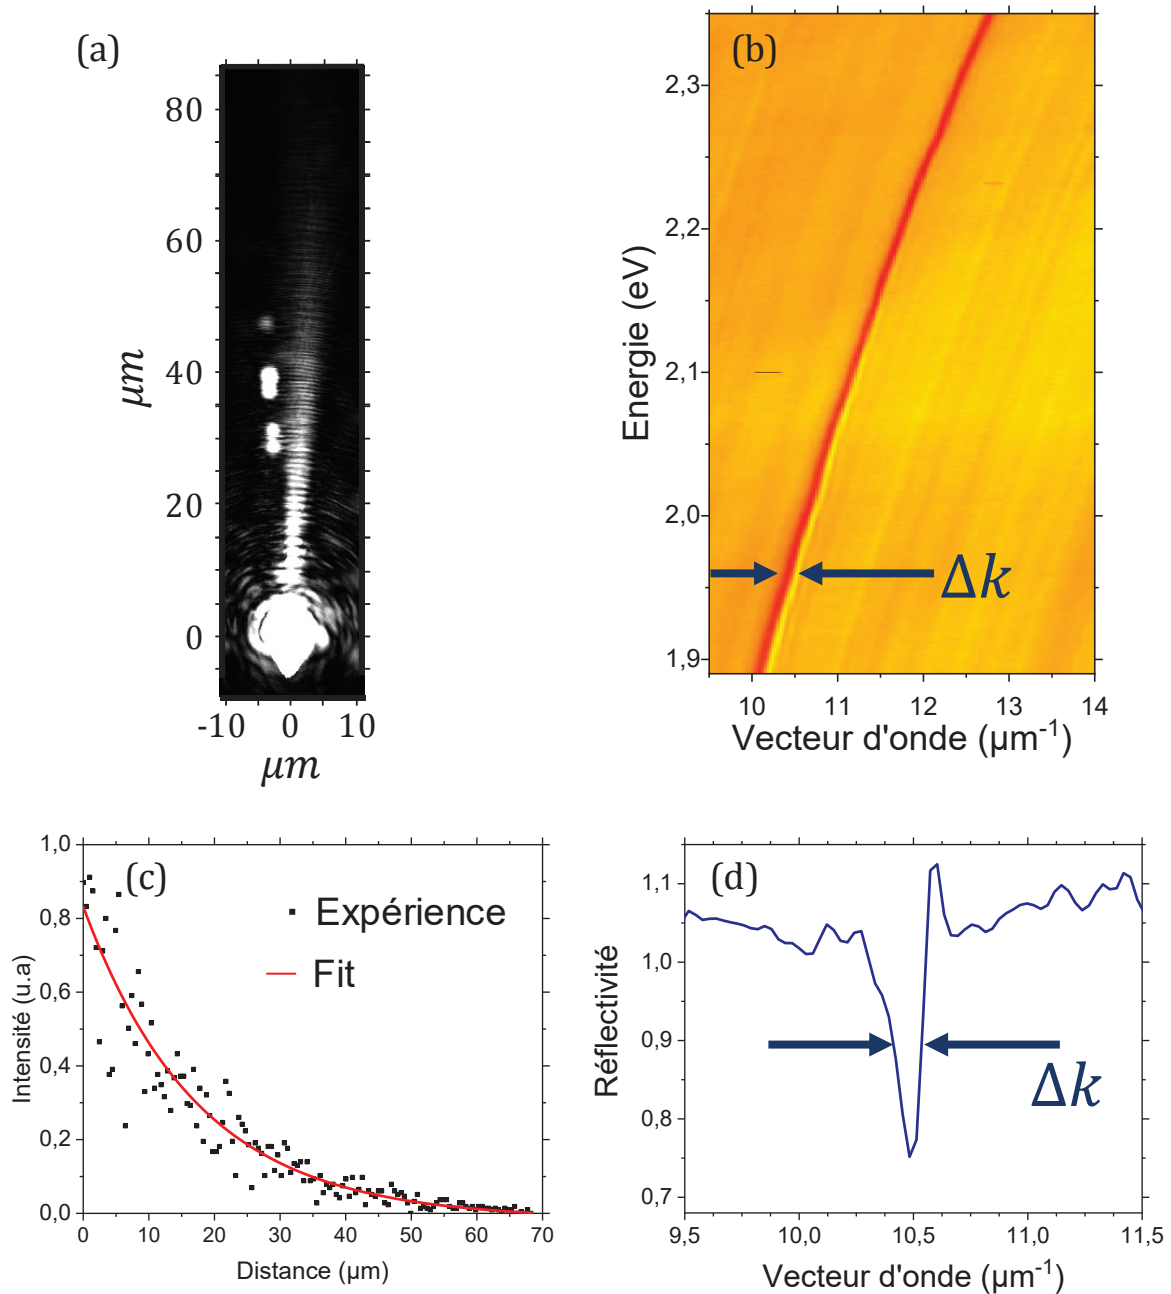 (a)
80
60
40
20
0
µm
-10 0 10
µm
(b)
2,3
2,2
2,1
2,0
1,9
Energie (eV)
Δk
10 11 12 13 14
Vecteur d'onde (µm-1)
(c)
1,0
0,8
0,6
0,4
0,2
0,0
Intensité (u.a)
Expérience
Fit
0 10 20 30 40 50 60 70
Distance (µm)
(d)
1,1
1,0
0,9
0,8
0,7
Réflectivité
Δk
9,5 10,0 10,5 11,0 11,5
Vecteur d'onde (µm-1)